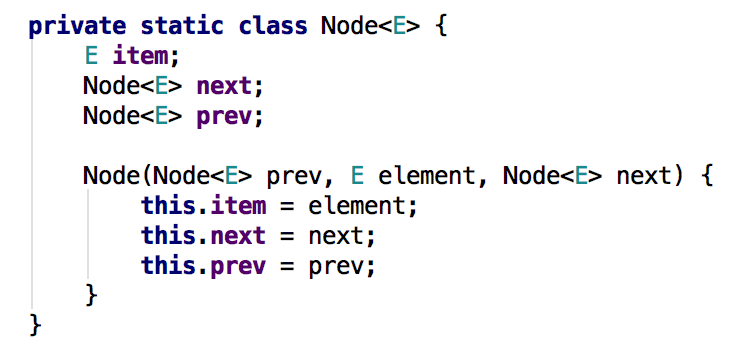 private static class Node<E> {
    E item;
    Node<E> next;
    Node<E> prev;

    Node(Node<E> prev, E element, Node<E> next) {
        this.item = element;
        this.next = next;
        this.prev = prev;
    }
}